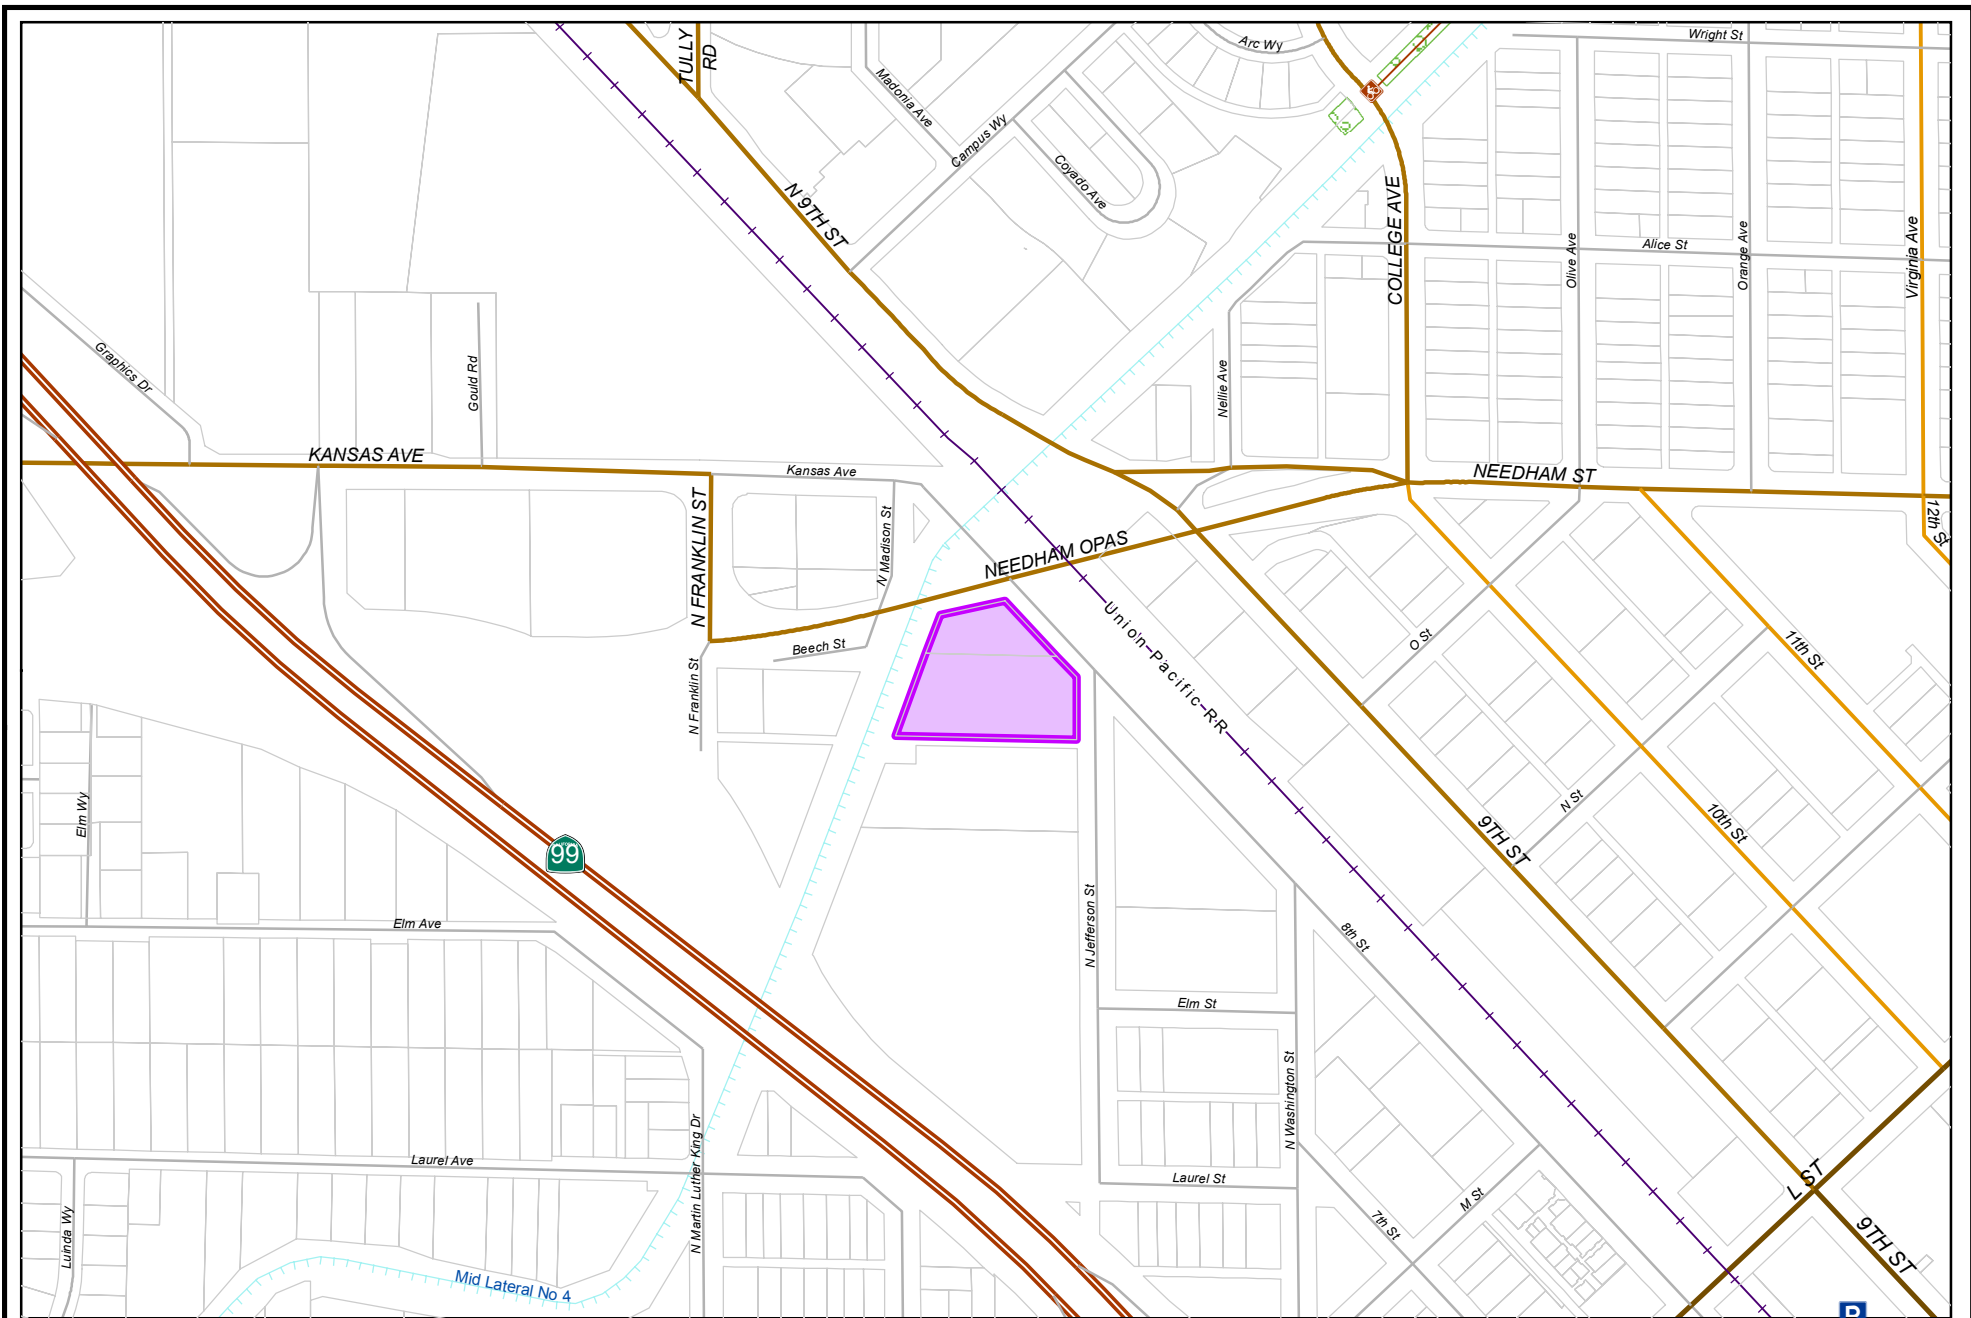 TULLY
RD
Arc Wy
Wright St
Madonia Ave
Campus Wy
Coyado Ave
N 9TH ST
COLLEGE AVE
Olive Ave
Alice St
Orange Ave
Virginia Ave
Graphics Dr
Gould Rd
Nellie Ave
KANSAS AVE
Kansas Ave
NEEDHAM ST
N FRANKLIN ST
N Madison St
12th St
NEEDHAM OPAS
Union Pacific RR
Beech St
O St
11th St
N Franklin St
Elm Wy
N St
10th St
9TH ST
99
Elm Ave
N Jefferson St
8th St
Elm St
N Washington St
N Martin Luther King Dr
Laurel Ave
Laurel St
M St
L ST
7th St
Luinda Wy
9TH ST
Mid Lateral No 4
P